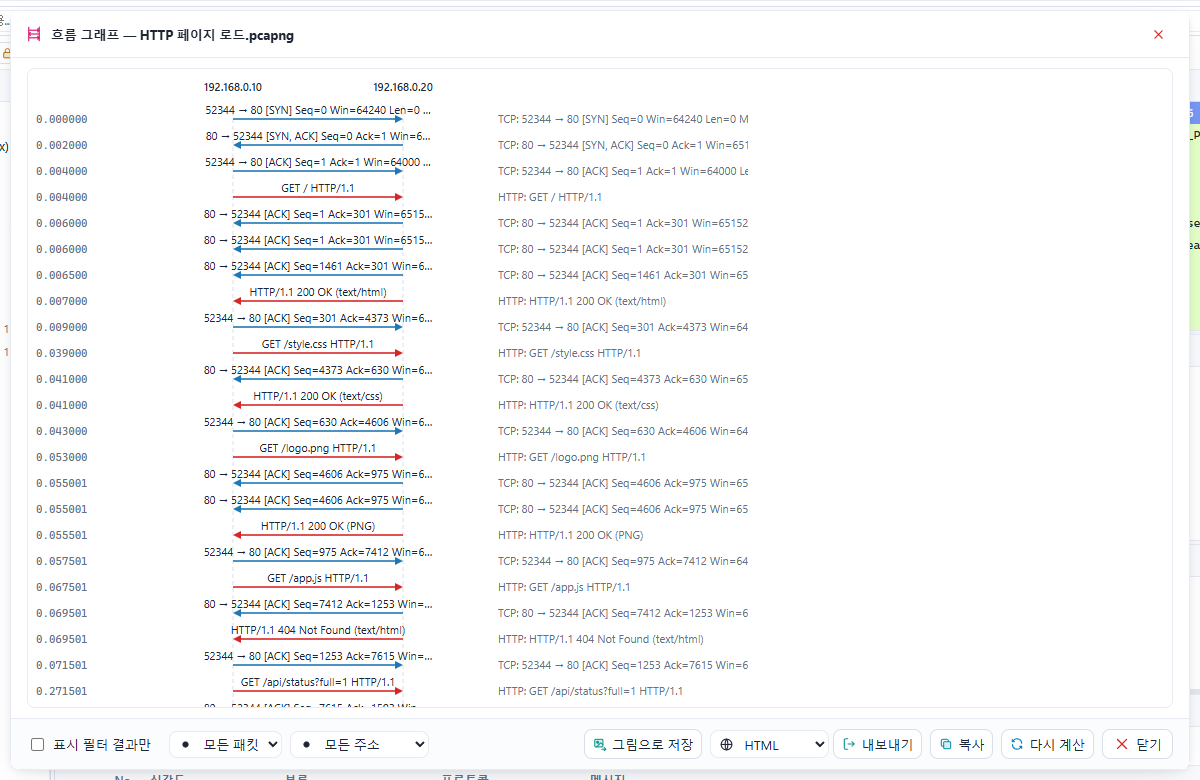 흐름 그래프 — HTTP 페이지 로드.pcapng
192.168.0.10 192.168.0.20
52344 → 80 [SYN] Seq=0 Win=64240 Len=0 ...
0.000000 TCP: 52344 → 80 [SYN] Seq=0 Win=64240 Len=0 M
80 → 52344 [SYN, ACK] Seq=0 Ack=1 Win=6...
0.002000 TCP: 80 → 52344 [SYN, ACK] Seq=0 Ack=1 Win=651
52344 → 80 [ACK] Seq=1 Ack=1 Win=64000 ...
0.004000 TCP: 52344 → 80 [ACK] Seq=1 Ack=1 Win=64000 Le
GET / HTTP/1.1
0.004000 HTTP: GET / HTTP/1.1
80 → 52344 [ACK] Seq=1 Ack=301 Win=6515...
0.006000 TCP: 80 → 52344 [ACK] Seq=1 Ack=301 Win=65152
80 → 52344 [ACK] Seq=1 Ack=301 Win=6515...
0.006000 TCP: 80 → 52344 [ACK] Seq=1 Ack=301 Win=65152
80 → 52344 [ACK] Seq=1461 Ack=301 Win=6...
0.006500 TCP: 80 → 52344 [ACK] Seq=1461 Ack=301 Win=65
HTTP/1.1 200 OK (text/html)
0.007000 HTTP: HTTP/1.1 200 OK (text/html)
52344 → 80 [ACK] Seq=301 Ack=4373 Win=6...
0.009000 TCP: 52344 → 80 [ACK] Seq=301 Ack=4373 Win=64
GET /style.css HTTP/1.1
0.039000 HTTP: GET /style.css HTTP/1.1
80 → 52344 [ACK] Seq=4373 Ack=630 Win=6...
0.041000 TCP: 80 → 52344 [ACK] Seq=4373 Ack=630 Win=65
HTTP/1.1 200 OK (text/css)
0.041000 HTTP: HTTP/1.1 200 OK (text/css)
52344 → 80 [ACK] Seq=630 Ack=4606 Win=6...
0.043000 TCP: 52344 → 80 [ACK] Seq=630 Ack=4606 Win=64
GET /logo.png HTTP/1.1
0.053000 HTTP: GET /logo.png HTTP/1.1
80 → 52344 [ACK] Seq=4606 Ack=975 Win=6...
0.055001 TCP: 80 → 52344 [ACK] Seq=4606 Ack=975 Win=65
80 → 52344 [ACK] Seq=4606 Ack=975 Win=6...
0.055001 TCP: 80 → 52344 [ACK] Seq=4606 Ack=975 Win=65
HTTP/1.1 200 OK (PNG)
0.055501 HTTP: HTTP/1.1 200 OK (PNG)
52344 → 80 [ACK] Seq=975 Ack=7412 Win=6...
0.057501 TCP: 52344 → 80 [ACK] Seq=975 Ack=7412 Win=64
GET /app.js HTTP/1.1
0.067501 HTTP: GET /app.js HTTP/1.1
80 → 52344 [ACK] Seq=7412 Ack=1253 Win=...
0.069501 TCP: 80 → 52344 [ACK] Seq=7412 Ack=1253 Win=6
HTTP/1.1 404 Not Found (text/html)
0.069501 HTTP: HTTP/1.1 404 Not Found (text/html)
52344 → 80 [ACK] Seq=1253 Ack=7615 Win=...
0.071501 TCP: 52344 → 80 [ACK] Seq=1253 Ack=7615 Win=6
GET /api/status?full=1 HTTP/1.1
0.271501 HTTP: GET /api/status?full=1 HTTP/1.1
표시 필터 결과만 모든 패킷 모든 주소 그림으로 저장 HTML 내보내기 복사 다시 계산 닫기